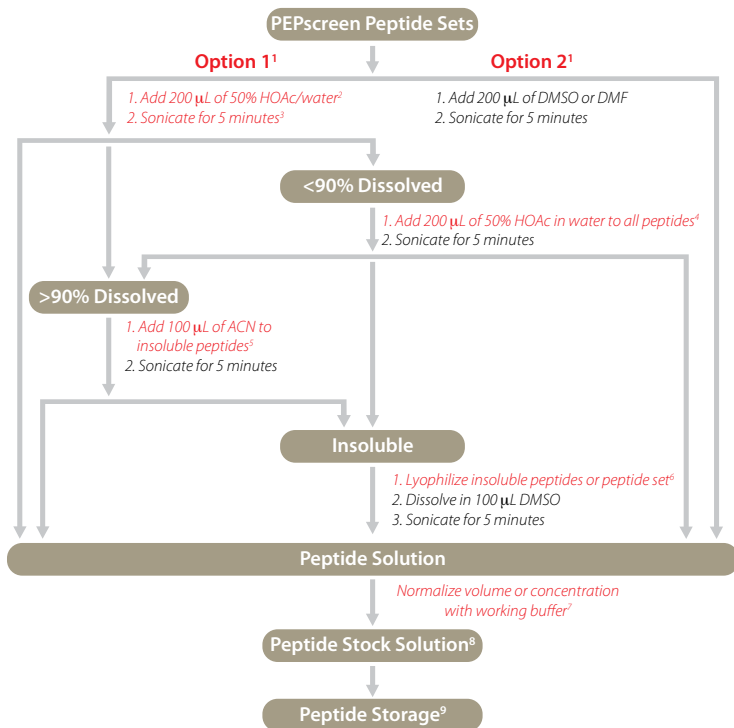 PEPscreen Peptide Sets
Option 1¹
Option 2¹
1. Add 200 µL of 50% HOAc/water²
2. Sonicate for 5 minutes³
1. Add 200 µL of DMSO or DMF
2. Sonicate for 5 minutes
<90% Dissolved
1. Add 200 µL of 50% HOAc in water to all peptides⁴
2. Sonicate for 5 minutes
>90% Dissolved
1. Add 100 µL of ACN to
insoluble peptides⁵
2. Sonicate for 5 minutes
Insoluble
1. Lyophilize insoluble peptides or peptide set⁶
2. Dissolve in 100 µL DMSO
3. Sonicate for 5 minutes
Peptide Solution
Normalize volume or concentration
with working buffer⁷
Peptide Stock Solution⁸
Peptide Storage⁹